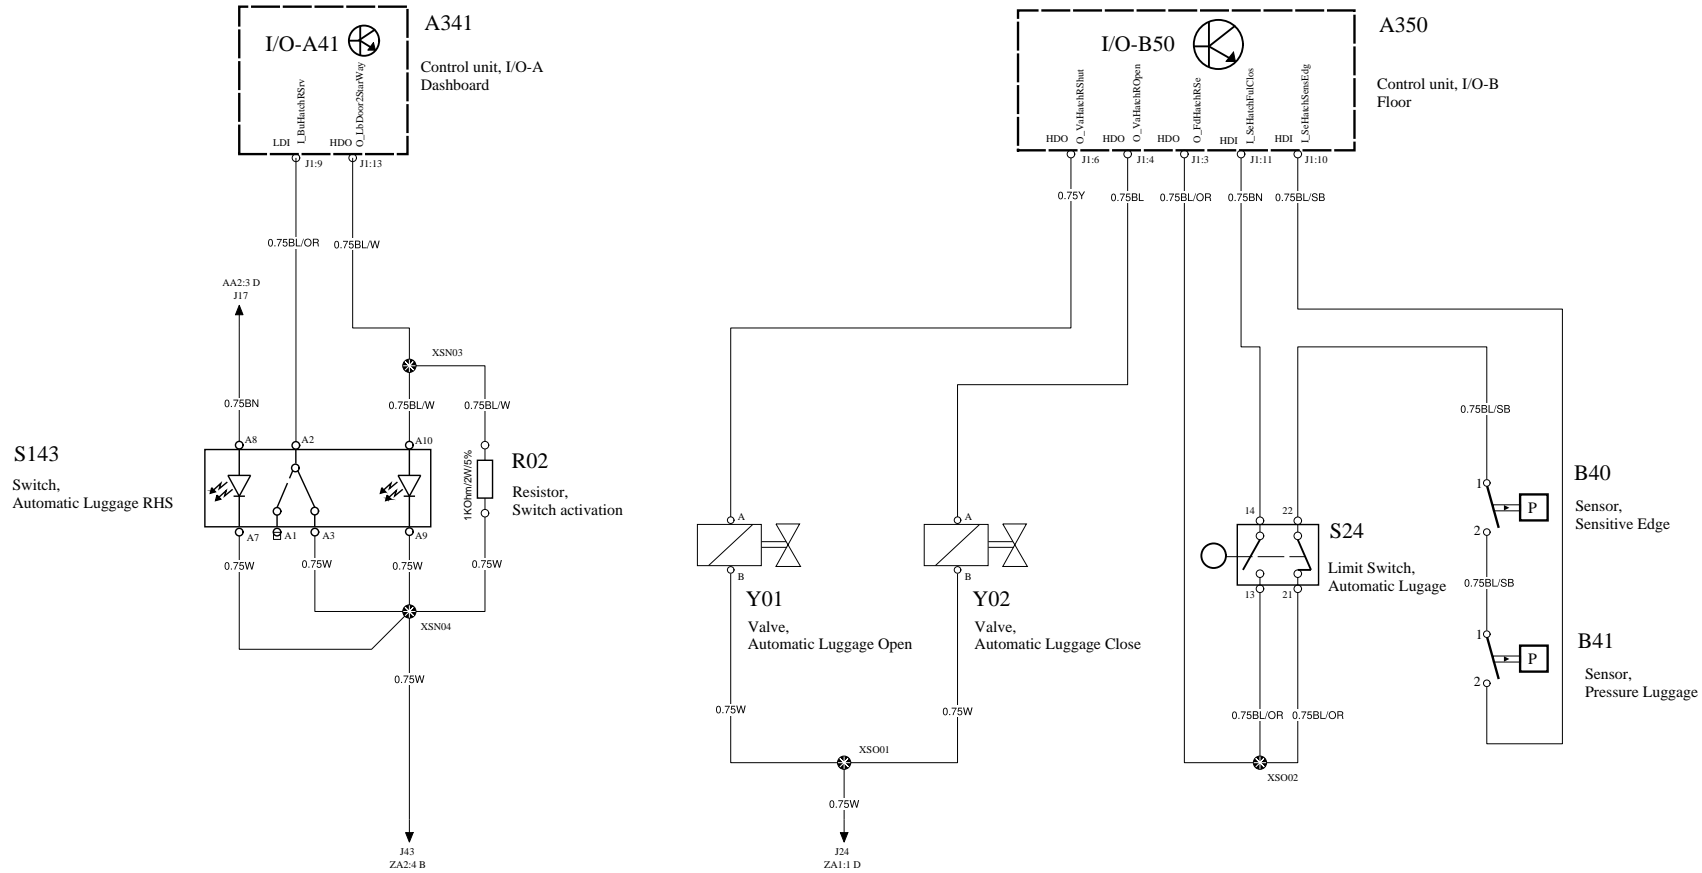 A341
I/O-A41
Control unit, I/O-A
Dashboard
I_BuHatchRSrv
O_LbDoor2StarWay
LDI
HDO
J1:9
J1:13
0.75BL/OR
0.75BL/W
AA2:3 D
J17
XSN03
0.75BN
0.75BL/W
0.75BL/W
A8
A2
A10
S143
Switch,
Automatic Luggage RHS
1KOhm/2W/5%
R02
Resistor,
Switch activation
A7
A1
A3
A9
0.75W
0.75W
0.75W
0.75W
XSN04
0.75W
J43
ZA2:4 B
A350
I/O-B50
Control unit, I/O-B
Floor
O_VaHatchRShut
O_VaHatchROpen
O_FdHatchRSe
I_SeHatchFulClos
I_SeHatchSensEdg
HDO
HDO
HDO
HDI
HDI
J1:6
J1:4
J1:3
J1:11
J1:10
0.75Y
0.75BL
0.75BL/OR
0.75BN
0.75BL/SB
0.75BL/SB
A
B
Y01
Valve,
Automatic Luggage Open
A
B
Y02
Valve,
Automatic Luggage Close
14
22
S24
Limit Switch,
Automatic Lugage
13
21
1
P
2
B40
Sensor,
Sensitive Edge
0.75BL/SB
1
P
2
B41
Sensor,
Pressure Luggage
0.75W
0.75W
0.75BL/OR
0.75BL/OR
XSO01
XSO02
0.75W
J24
ZA1:1 D